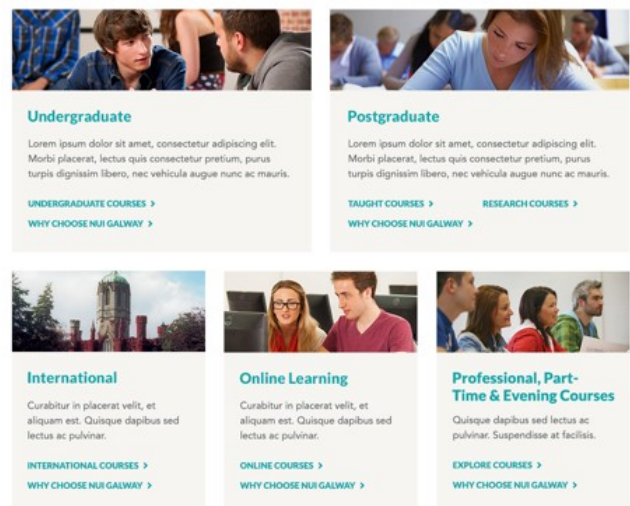 Undergraduate
Lorem ipsum dolor sit amet, consectetur adipiscing elit.
Morbi placerat, lectus quis consectetur pretium, purus
turpis dignissim libero, nec vehicula augue nunc ac mauris.
UNDERGRADUATE COURSES >
WHY CHOOSE NUI GALWAY >
Postgraduate
Lorem ipsum dolor sit amet, consectetur adipiscing elit.
Morbi placerat, lectus quis consectetur pretium, purus
turpis dignissim libero, nec vehicula augue nunc ac mauris.
TAUGHT COURSES > RESEARCH COURSES >
WHY CHOOSE NUI GALWAY >
International
Curabitur in placerat velit, et
aliquam est. Quisque dapibus sed
lectus ac pulvinar.
INTERNATIONAL COURSES >
WHY CHOOSE NUI GALWAY >
Online Learning
Curabitur in placerat velit, et
aliquam est. Quisque dapibus sed
lectus ac pulvinar.
ONLINE COURSES >
WHY CHOOSE NUI GALWAY >
Professional, Part-
Time & Evening Courses
Quisque dapibus sed lectus ac
pulvinar. Suspendisse at facilisis.
EXPLORE COURSES >
WHY CHOOSE NUI GALWAY >